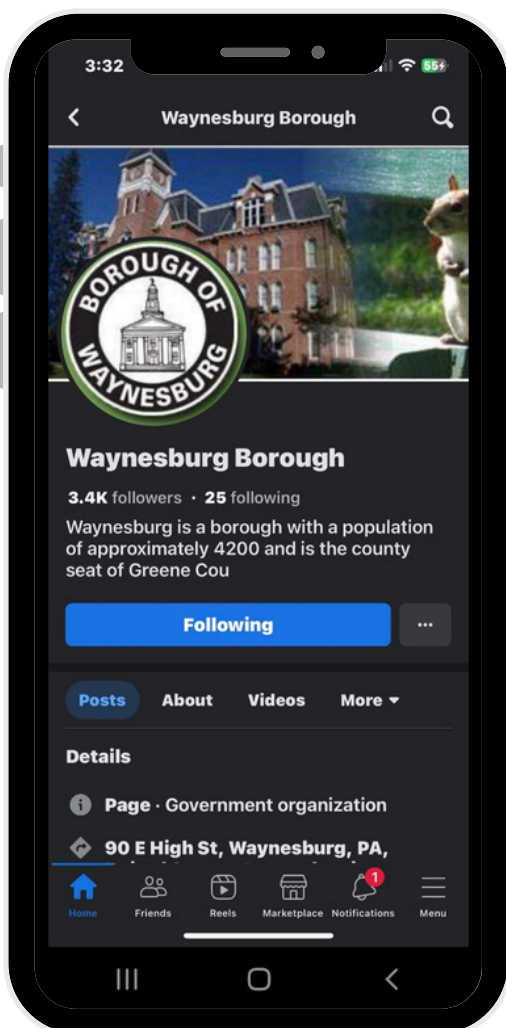 3:32
55
Waynesburg Borough
BOROUGH OF
WAYNESBURG
Waynesburg Borough
3.4K followers · 25 following
Waynesburg is a borough with a population
of approximately 4200 and is the county
seat of Greene Cou
Following
Posts About Videos More
Details
Page · Government organization
90 E High St, Waynesburg, PA,
1
Home Friends Reels Marketplace Notifications Menu